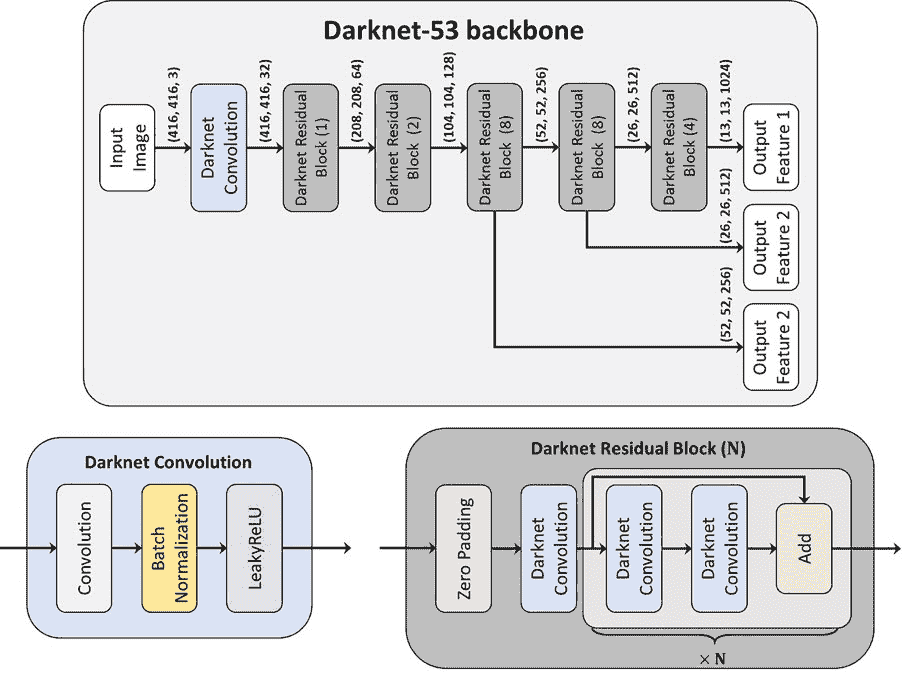 Darknet-53 backbone
Input
Image
(416, 416, 3)
Darknet
Convolution
(416, 416, 32)
Darknet Residual
Block (1)
(208, 208, 64)
Darknet Residual
Block (2)
(104, 104, 128)
Darknet Residual
Block (8)
(52, 52, 256)
Darknet Residual
Block (8)
(26, 26, 512)
Darknet Residual
Block (4)
(13, 13, 1024)
Output
Feature 1
(26, 26, 512)
Output
Feature 2
(52, 52, 256)
Output
Feature 2
Darknet Convolution
Convolution
Batch
Normalization
LeakyReLU
Darknet Residual Block (N)
Zero Padding
Darknet
Convolution
Darknet
Convolution
Darknet
Convolution
Add
× N